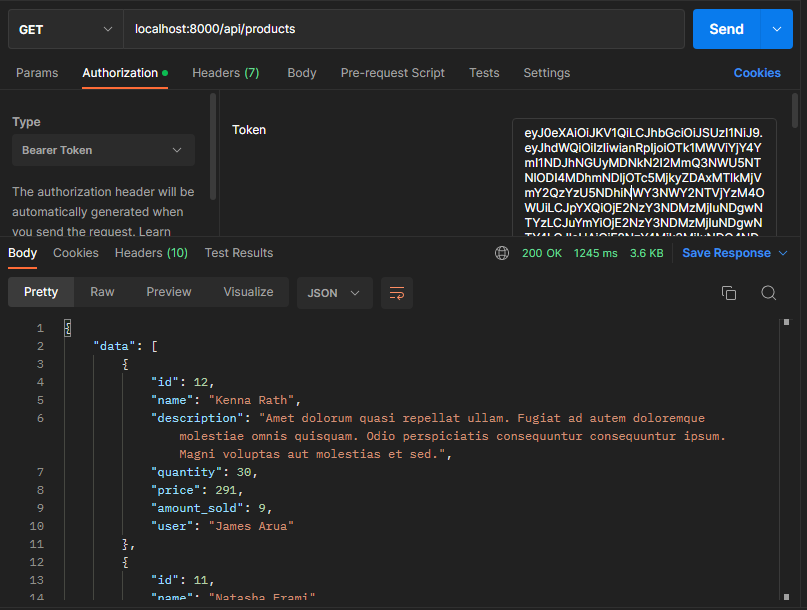 GET
localhost:8000/api/products
Send
Params
Authorization
Headers (7)
Body
Pre-request Script
Tests
Settings
Cookies
Type
Bearer Token
The authorization header will be
automatically generated when
you send the request. Learn
Token
eyJ0eXAiOiJKV1QiLCJhbGciOiJSUzI1NiJ9.
Body
Cookies
Headers (10)
Test Results
200 OK
1245 ms
3.6 KB
Save Response
Pretty
Raw
Preview
Visualize
JSON
1 {
2 "data": [
3 {
4 "id": 12,
5 "name": "Kenna Rath",
6 "description": "Amet dolorum quasi repellat ullam. Fugiat ad autem doloremque
molestiae omnis quisquam. Odio perspiciatis consequuntur consequuntur ipsum.
Magni voluptas aut molestias et sed.",
7 "quantity": 30,
8 "price": 291,
9 "amount_sold": 9,
10 "user": "James Arua"
11 },
12 {
13 "id": 11,
14 "name": "Natasha Erami"